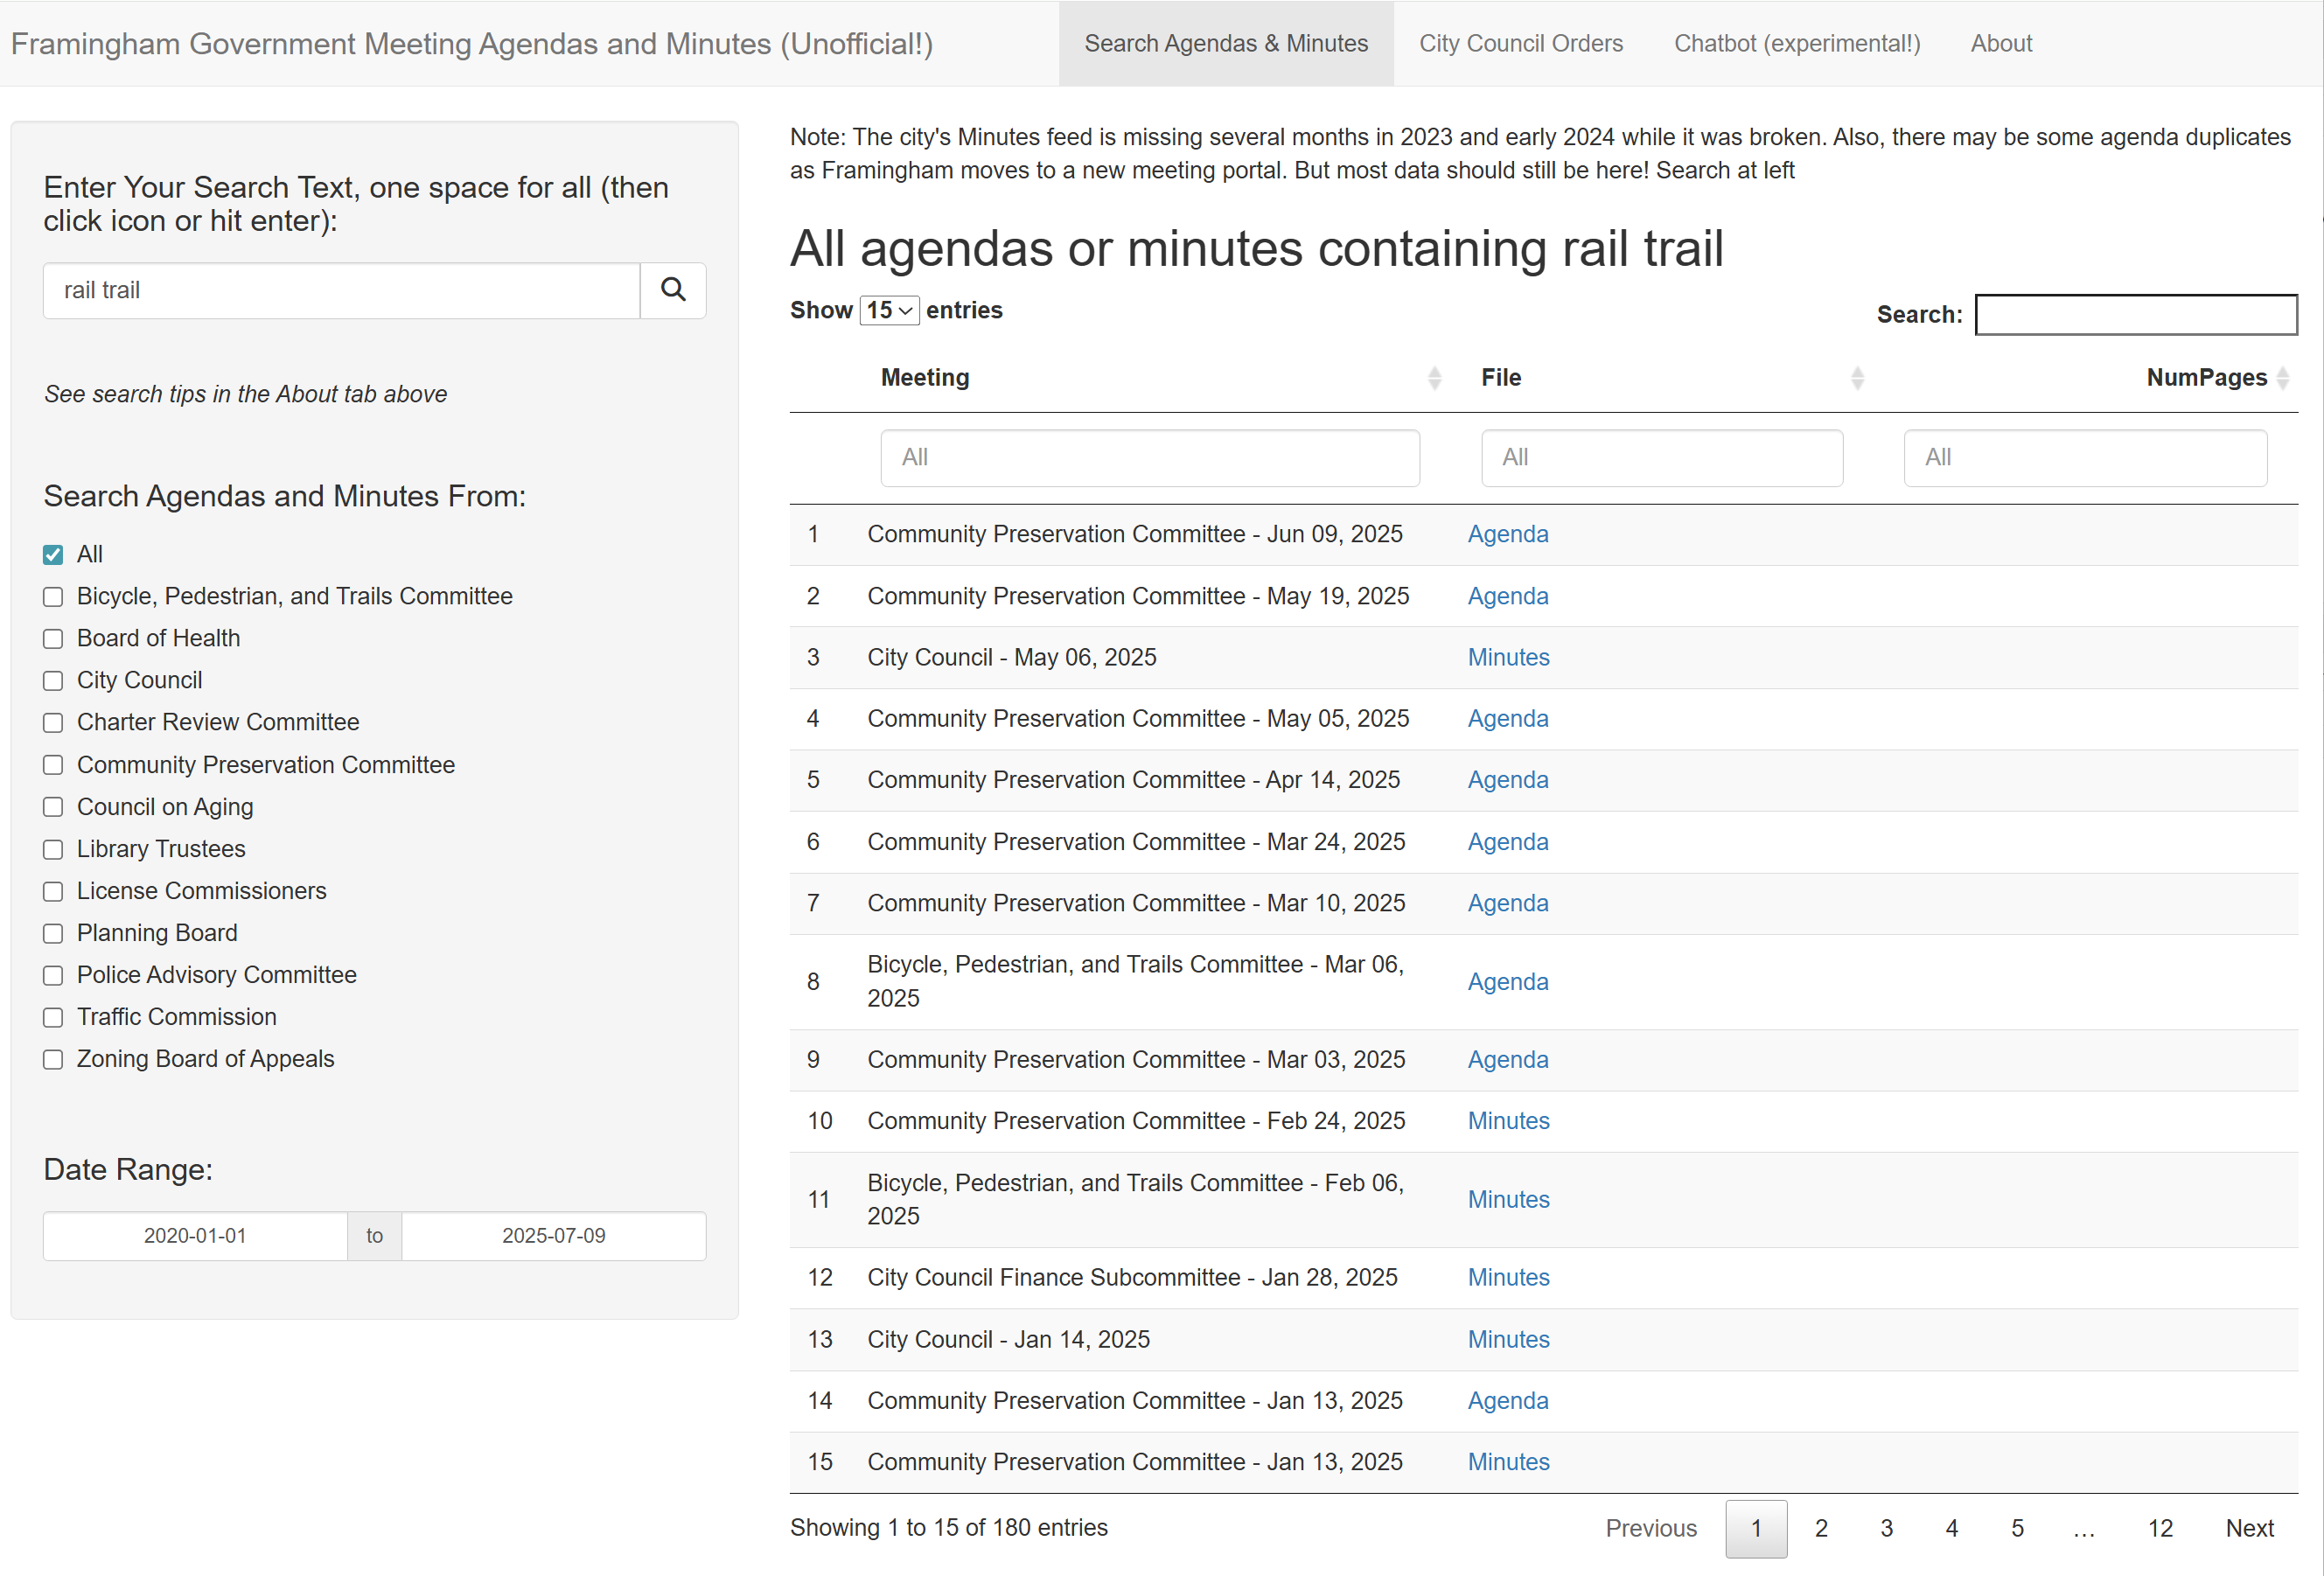 Framingham Government Meeting Agendas and Minutes (Unofficial!)
Search Agendas & Minutes
City Council Orders
Chatbot (experimental!)
About
Enter Your Search Text, one space for all (then
click icon or hit enter):
rail trail
See search tips in the About tab above
Search Agendas and Minutes From:
All
Bicycle, Pedestrian, and Trails Committee
Board of Health
City Council
Charter Review Committee
Community Preservation Committee
Council on Aging
Library Trustees
License Commissioners
Planning Board
Police Advisory Committee
Traffic Commission
Zoning Board of Appeals
Date Range:
2020-01-01 to 2025-07-09
Note: The city's Minutes feed is missing several months in 2023 and early 2024 while it was broken. Also, there may be some agenda duplicates
as Framingham moves to a new meeting portal. But most data should still be here! Search at left
All agendas or minutes containing rail trail
Show 15 entries
Search:
Meeting File NumPages
All All All
1 Community Preservation Committee - Jun 09, 2025 Agenda
2 Community Preservation Committee - May 19, 2025 Agenda
3 City Council - May 06, 2025 Minutes
4 Community Preservation Committee - May 05, 2025 Agenda
5 Community Preservation Committee - Apr 14, 2025 Agenda
6 Community Preservation Committee - Mar 24, 2025 Agenda
7 Community Preservation Committee - Mar 10, 2025 Agenda
8 Bicycle, Pedestrian, and Trails Committee - Mar 06,
2025 Agenda
9 Community Preservation Committee - Mar 03, 2025 Agenda
10 Community Preservation Committee - Feb 24, 2025 Minutes
11 Bicycle, Pedestrian, and Trails Committee - Feb 06,
2025 Minutes
12 City Council Finance Subcommittee - Jan 28, 2025 Minutes
13 City Council - Jan 14, 2025 Minutes
14 Community Preservation Committee - Jan 13, 2025 Agenda
15 Community Preservation Committee - Jan 13, 2025 Minutes
Showing 1 to 15 of 180 entries
Previous 1 2 3 4 5 … 12 Next